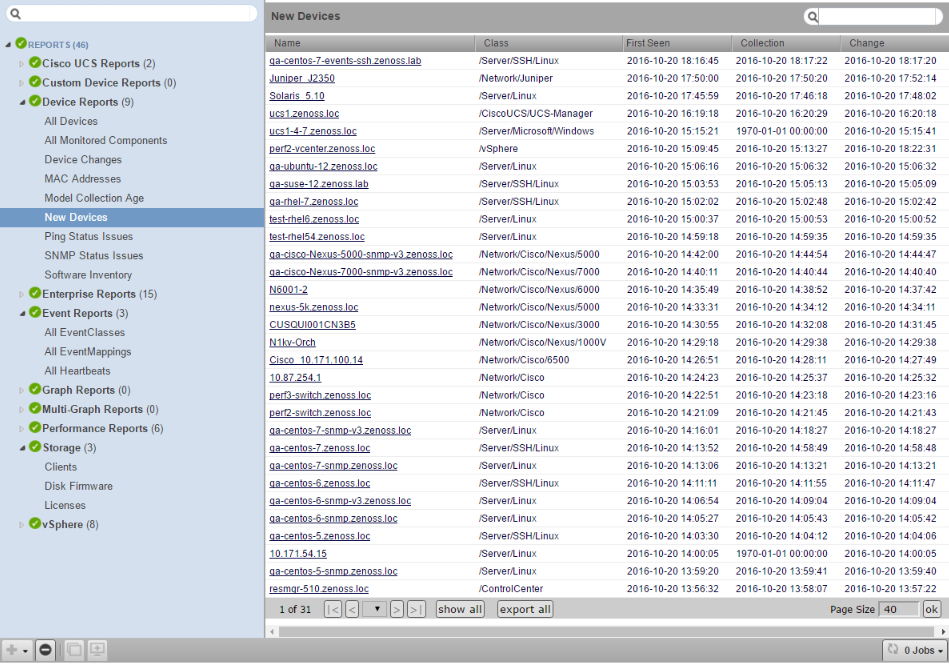 REPORTS (46)
Cisco UCS Reports (2)
Custom Device Reports (0)
Device Reports (9)
All Devices
All Monitored Components
Device Changes
MAC Addresses
Model Collection Age
New Devices
Ping Status Issues
SNMP Status Issues
Software Inventory
Enterprise Reports (15)
Event Reports (3)
All EventClasses
All EventMappings
All Heartbeats
Graph Reports (0)
Multi-Graph Reports (0)
Performance Reports (6)
Storage (3)
Clients
Disk Firmware
Licenses
vSphere (8)
New Devices
Name Class First Seen Collection Change
qa-centos-7-events-ssh.zenoss.lab /Server/SSH/Linux 2016-10-20 18:16:45 2016-10-20 18:17:22 2016-10-20 18:17:20
Juniper_J2350 /Network/Juniper 2016-10-20 17:50:00 2016-10-20 17:50:20 2016-10-20 17:52:14
Solaris_5.10 /Server/Linux 2016-10-20 17:45:59 2016-10-20 17:46:18 2016-10-20 17:48:02
ucs1.zenoss.loc /CiscoUCS/UCS-Manager 2016-10-20 16:19:18 2016-10-20 16:20:29 2016-10-20 16:20:18
ucs1-4-7.zenoss.loc /Server/Microsoft/Windows 2016-10-20 15:15:21 1970-01-01 00:00:00 2016-10-20 15:15:41
perf2-vcenter.zenoss.loc /vSphere 2016-10-20 15:09:45 2016-10-20 15:13:27 2016-10-20 18:22:31
qa-ubuntu-12.zenoss.loc /Server/Linux 2016-10-20 15:06:16 2016-10-20 15:06:32 2016-10-20 15:06:32
qa-suse-12.zenoss.lab /Server/SSH/Linux 2016-10-20 15:03:53 2016-10-20 15:05:13 2016-10-20 15:05:09
qa-rhel-7.zenoss.loc /Server/SSH/Linux 2016-10-20 15:02:02 2016-10-20 15:02:48 2016-10-20 15:02:42
test-rhel6.zenoss.loc /Server/Linux 2016-10-20 15:00:37 2016-10-20 15:00:53 2016-10-20 15:00:52
test-rhel54.zenoss.loc /Server/Linux 2016-10-20 14:59:18 2016-10-20 14:59:35 2016-10-20 14:59:35
qa-cisco-Nexus-5000-snmp-v3.zenoss.loc /Network/Cisco/Nexus/5000 2016-10-20 14:42:00 2016-10-20 14:44:54 2016-10-20 14:44:47
qa-cisco-Nexus-7000-snmp-v3.zenoss.loc /Network/Cisco/Nexus/7000 2016-10-20 14:40:11 2016-10-20 14:40:44 2016-10-20 14:40:40
N6001-2 /Network/Cisco/Nexus/6000 2016-10-20 14:35:49 2016-10-20 14:38:52 2016-10-20 14:37:42
nexus-5k.zenoss.loc /Network/Cisco/Nexus/5000 2016-10-20 14:33:31 2016-10-20 14:34:12 2016-10-20 14:34:11
CUSQUI001CN3B5 /Network/Cisco/Nexus/3000 2016-10-20 14:30:55 2016-10-20 14:32:08 2016-10-20 14:31:45
N1kv-Orch /Network/Cisco/Nexus/1000V 2016-10-20 14:29:18 2016-10-20 14:29:38 2016-10-20 14:29:38
Cisco_10.171.100.14 /Network/Cisco/6500 2016-10-20 14:26:51 2016-10-20 14:28:11 2016-10-20 14:27:49
10.87.254.1 /Network/Cisco 2016-10-20 14:24:23 2016-10-20 14:25:37 2016-10-20 14:25:32
perf3-switch.zenoss.loc /Network/Cisco 2016-10-20 14:22:51 2016-10-20 14:23:18 2016-10-20 14:23:16
perf2-switch.zenoss.loc /Network/Cisco 2016-10-20 14:21:09 2016-10-20 14:21:45 2016-10-20 14:21:43
qa-centos-7-snmp-v3.zenoss.loc /Server/Linux 2016-10-20 14:16:01 2016-10-20 14:18:27 2016-10-20 14:18:27
qa-centos-7.zenoss.loc /Server/SSH/Linux 2016-10-20 14:13:52 2016-10-20 14:58:49 2016-10-20 14:58:48
qa-centos-7-snmp.zenoss.loc /Server/Linux 2016-10-20 14:13:06 2016-10-20 14:13:21 2016-10-20 14:13:21
qa-centos-6.zenoss.loc /Server/SSH/Linux 2016-10-20 14:11:11 2016-10-20 14:11:55 2016-10-20 14:11:47
qa-centos-6-snmp-v3.zenoss.loc /Server/Linux 2016-10-20 14:06:54 2016-10-20 14:09:04 2016-10-20 14:09:04
qa-centos-6-snmp.zenoss.loc /Server/Linux 2016-10-20 14:05:27 2016-10-20 14:05:43 2016-10-20 14:05:42
qa-centos-5.zenoss.loc /Server/SSH/Linux 2016-10-20 14:03:30 2016-10-20 14:04:12 2016-10-20 14:04:06
10.171.54.15 /Server/Linux 2016-10-20 14:00:05 1970-01-01 00:00:00 2016-10-20 14:00:05
qa-centos-5-snmp.zenoss.loc /Server/Linux 2016-10-20 13:59:20 2016-10-20 13:59:41 2016-10-20 13:59:40
resmgr-510.zenoss.loc /ControlCenter 2016-10-20 13:56:32 2016-10-20 13:58:07 2016-10-20 13:57:22
1 of 31 |< < > >| show all export all Page Size 40 ok
0 Jobs